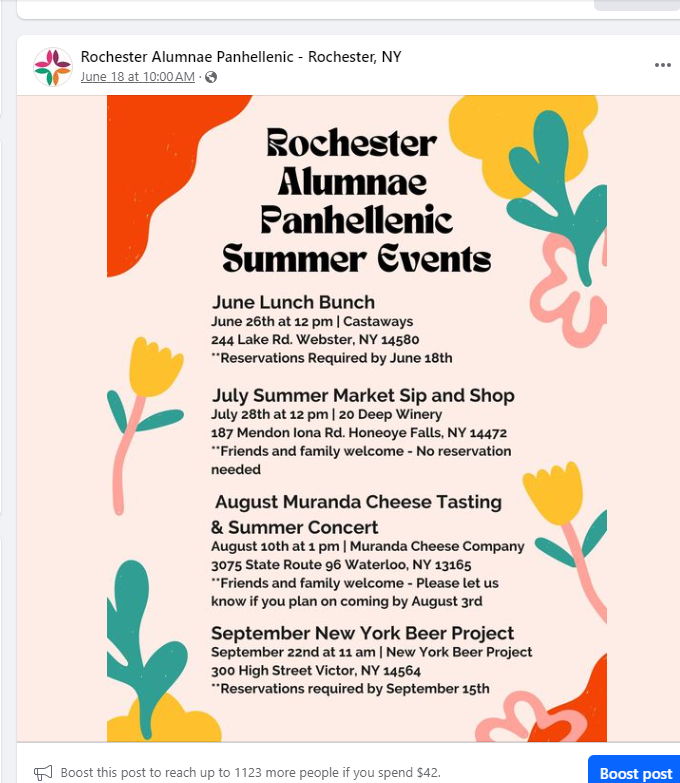 Rochester Alumnae Panhellenic - Rochester, NY
June 18 at 10:00 AM ·
Rochester
Alumnae
Panhellenic
Summer Events
June Lunch Bunch
June 26th at 12 pm | Castaways
244 Lake Rd. Webster, NY 14580
**Reservations Required by June 18th
July Summer Market Sip and Shop
July 28th at 12 pm | 20 Deep Winery
187 Mendon Iona Rd. Honeoye Falls, NY 14472
**Friends and family welcome - No reservation
needed
August Muranda Cheese Tasting
& Summer Concert
August 10th at 1 pm | Muranda Cheese Company
3075 State Route 96 Waterloo, NY 13165
**Friends and family welcome - Please let us
know if you plan on coming by August 3rd
September New York Beer Project
September 22nd at 11 am | New York Beer Project
300 High Street Victor, NY 14564
**Reservations required by September 15th
Boost this post to reach up to 1123 more people if you spend $42.
Boost post